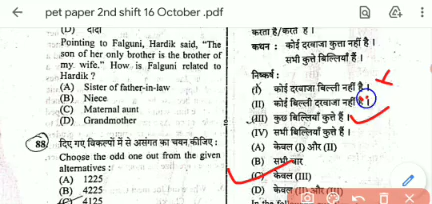 pet paper 2nd shift 16 October .pdf
(D) दादी
Pointing to Falguni, Hardik said, "The
son of her only brother is the brother of
my wife." How is Falguni related to
Hardik ?
(A) Sister of father-in-law
(B) Niece
(C) Maternal aunt
(D) Grandmother
88. दिए गए विकल्पों में से असंगत का चयन कीजिए :
Choose the odd one out from the given
alternatives :
(A) 1225
(B) 4225
(C) 4125
करता है/करते हैं ।
कथन : कोई दरवाजा कुत्ता नहीं है ।
सभी कुत्ते बिल्लियाँ हैं ।
निष्कर्ष :
(I) कोई दरवाजा बिल्ली नहीं है ।
(II) कोई बिल्ली दरवाजा नहीं है ।
(III) कुछ बिल्लियाँ कुत्ते हैं ।
(IV) सभी बिल्लियाँ कुत्ते हैं ।
(A) केवल (I) और (II)
(B) सभी चार
(C) केवल (III)
(D) केवल (II) और (III)